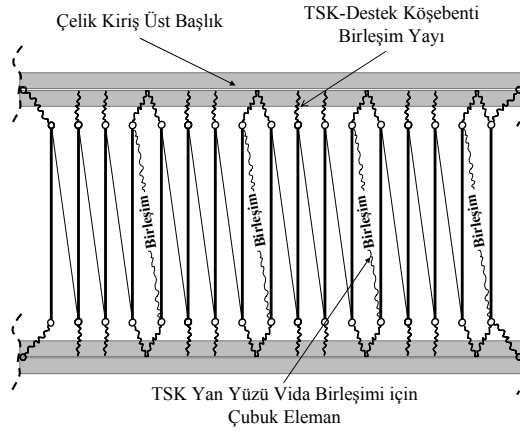 Çelik Kiriş Üst Başlık
TSK-Destek Köşebenti
Birleşim Yayı
Birleşim
Birleşim
Birleşim
Birleşim
TSK Yan Yüzü Vida Birleşimi için
Çubuk Eleman